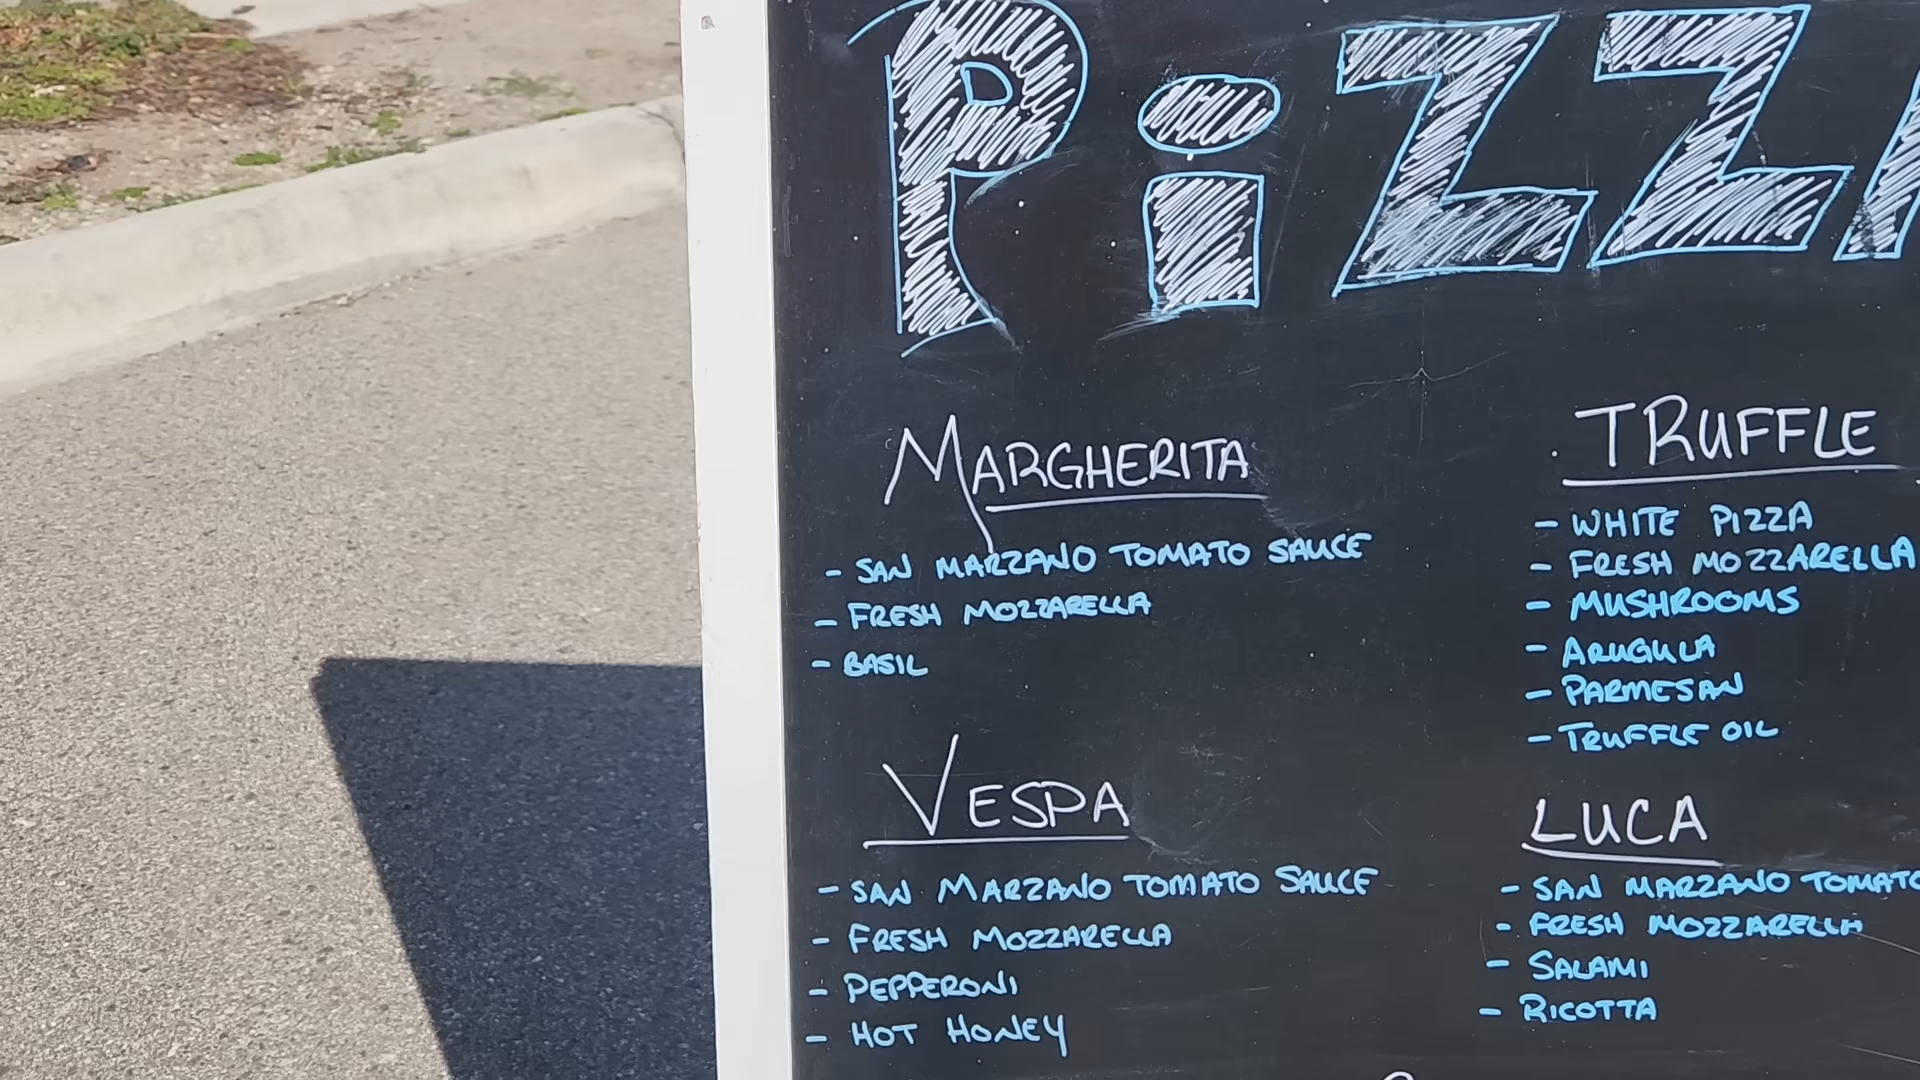 PiZZA
MARGHERITA
- SAN MARZANO TOMATO SAUCE
- FRESH MOZZARELLA
- BASIL
TRUFFLE
- WHITE PIZZA
- FRESH MOZZARELLA
- MUSHROOMS
- ARUGULA
- PARMESAN
- TRUFFLE OIL
VESPA
- SAN MARZANO TOMATO SAUCE
- FRESH MOZZARELLA
- PEPPERONI
- HOT HONEY
LUCA
- SAN MARZANO TOMATO
- FRESH MOZZARELLA
- SALAMI
- RICOTTA